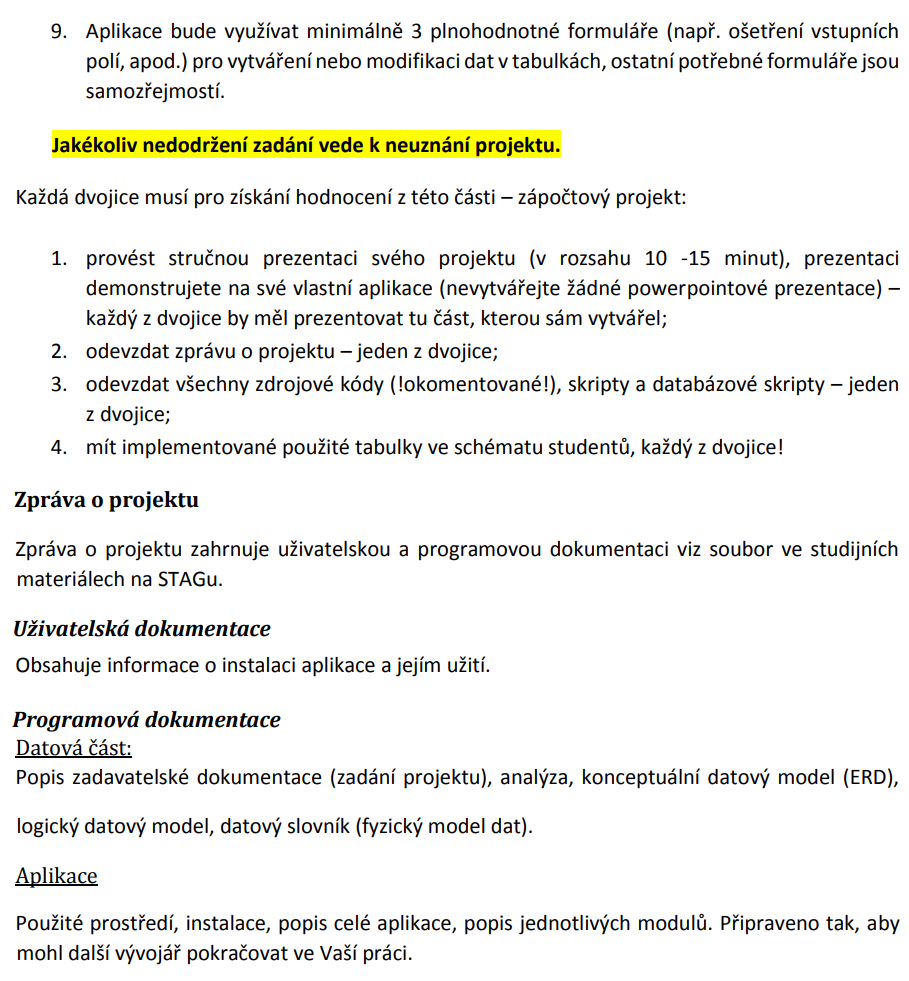 9. Aplikace bude využívat minimálně 3 plnohodnotné formuláře (např. ošetření vstupních
polí, apod.) pro vytváření nebo modifikaci dat v tabulkách, ostatní potřebné formuláře jsou
samozřejmostí.
Jakékoliv nedodržení zadání vede k neuznání projektu.
Každá dvojice musí pro získání hodnocení z této části – zápočtový projekt:
1. provést stručnou prezentaci svého projektu (v rozsahu 10 -15 minut), prezentaci
demonstrujete na své vlastní aplikace (nevytvářejte žádné powerpointové prezentace) –
každý z dvojice by měl prezentovat tu část, kterou sám vytvářel;
2. odevzdat zprávu o projektu – jeden z dvojice;
3. odevzdat všechny zdrojové kódy (!okomentované!), skripty a databázové skripty – jeden
z dvojice;
4. mít implementované použité tabulky ve schématu studentů, každý z dvojice!
Zpráva o projektu
Zpráva o projektu zahrnuje uživatelskou a programovou dokumentaci viz soubor ve studijních
materiálech na STAGu.
Uživatelská dokumentace
Obsahuje informace o instalaci aplikace a jejím užití.
Programová dokumentace
Datová část:
Popis zadavatelské dokumentace (zadání projektu), analýza, konceptuální datový model (ERD),
logický datový model, datový slovník (fyzický model dat).
Aplikace
Použité prostředí, instalace, popis celé aplikace, popis jednotlivých modulů. Připraveno tak, aby
mohl další vývojář pokračovat ve Vaší práci.